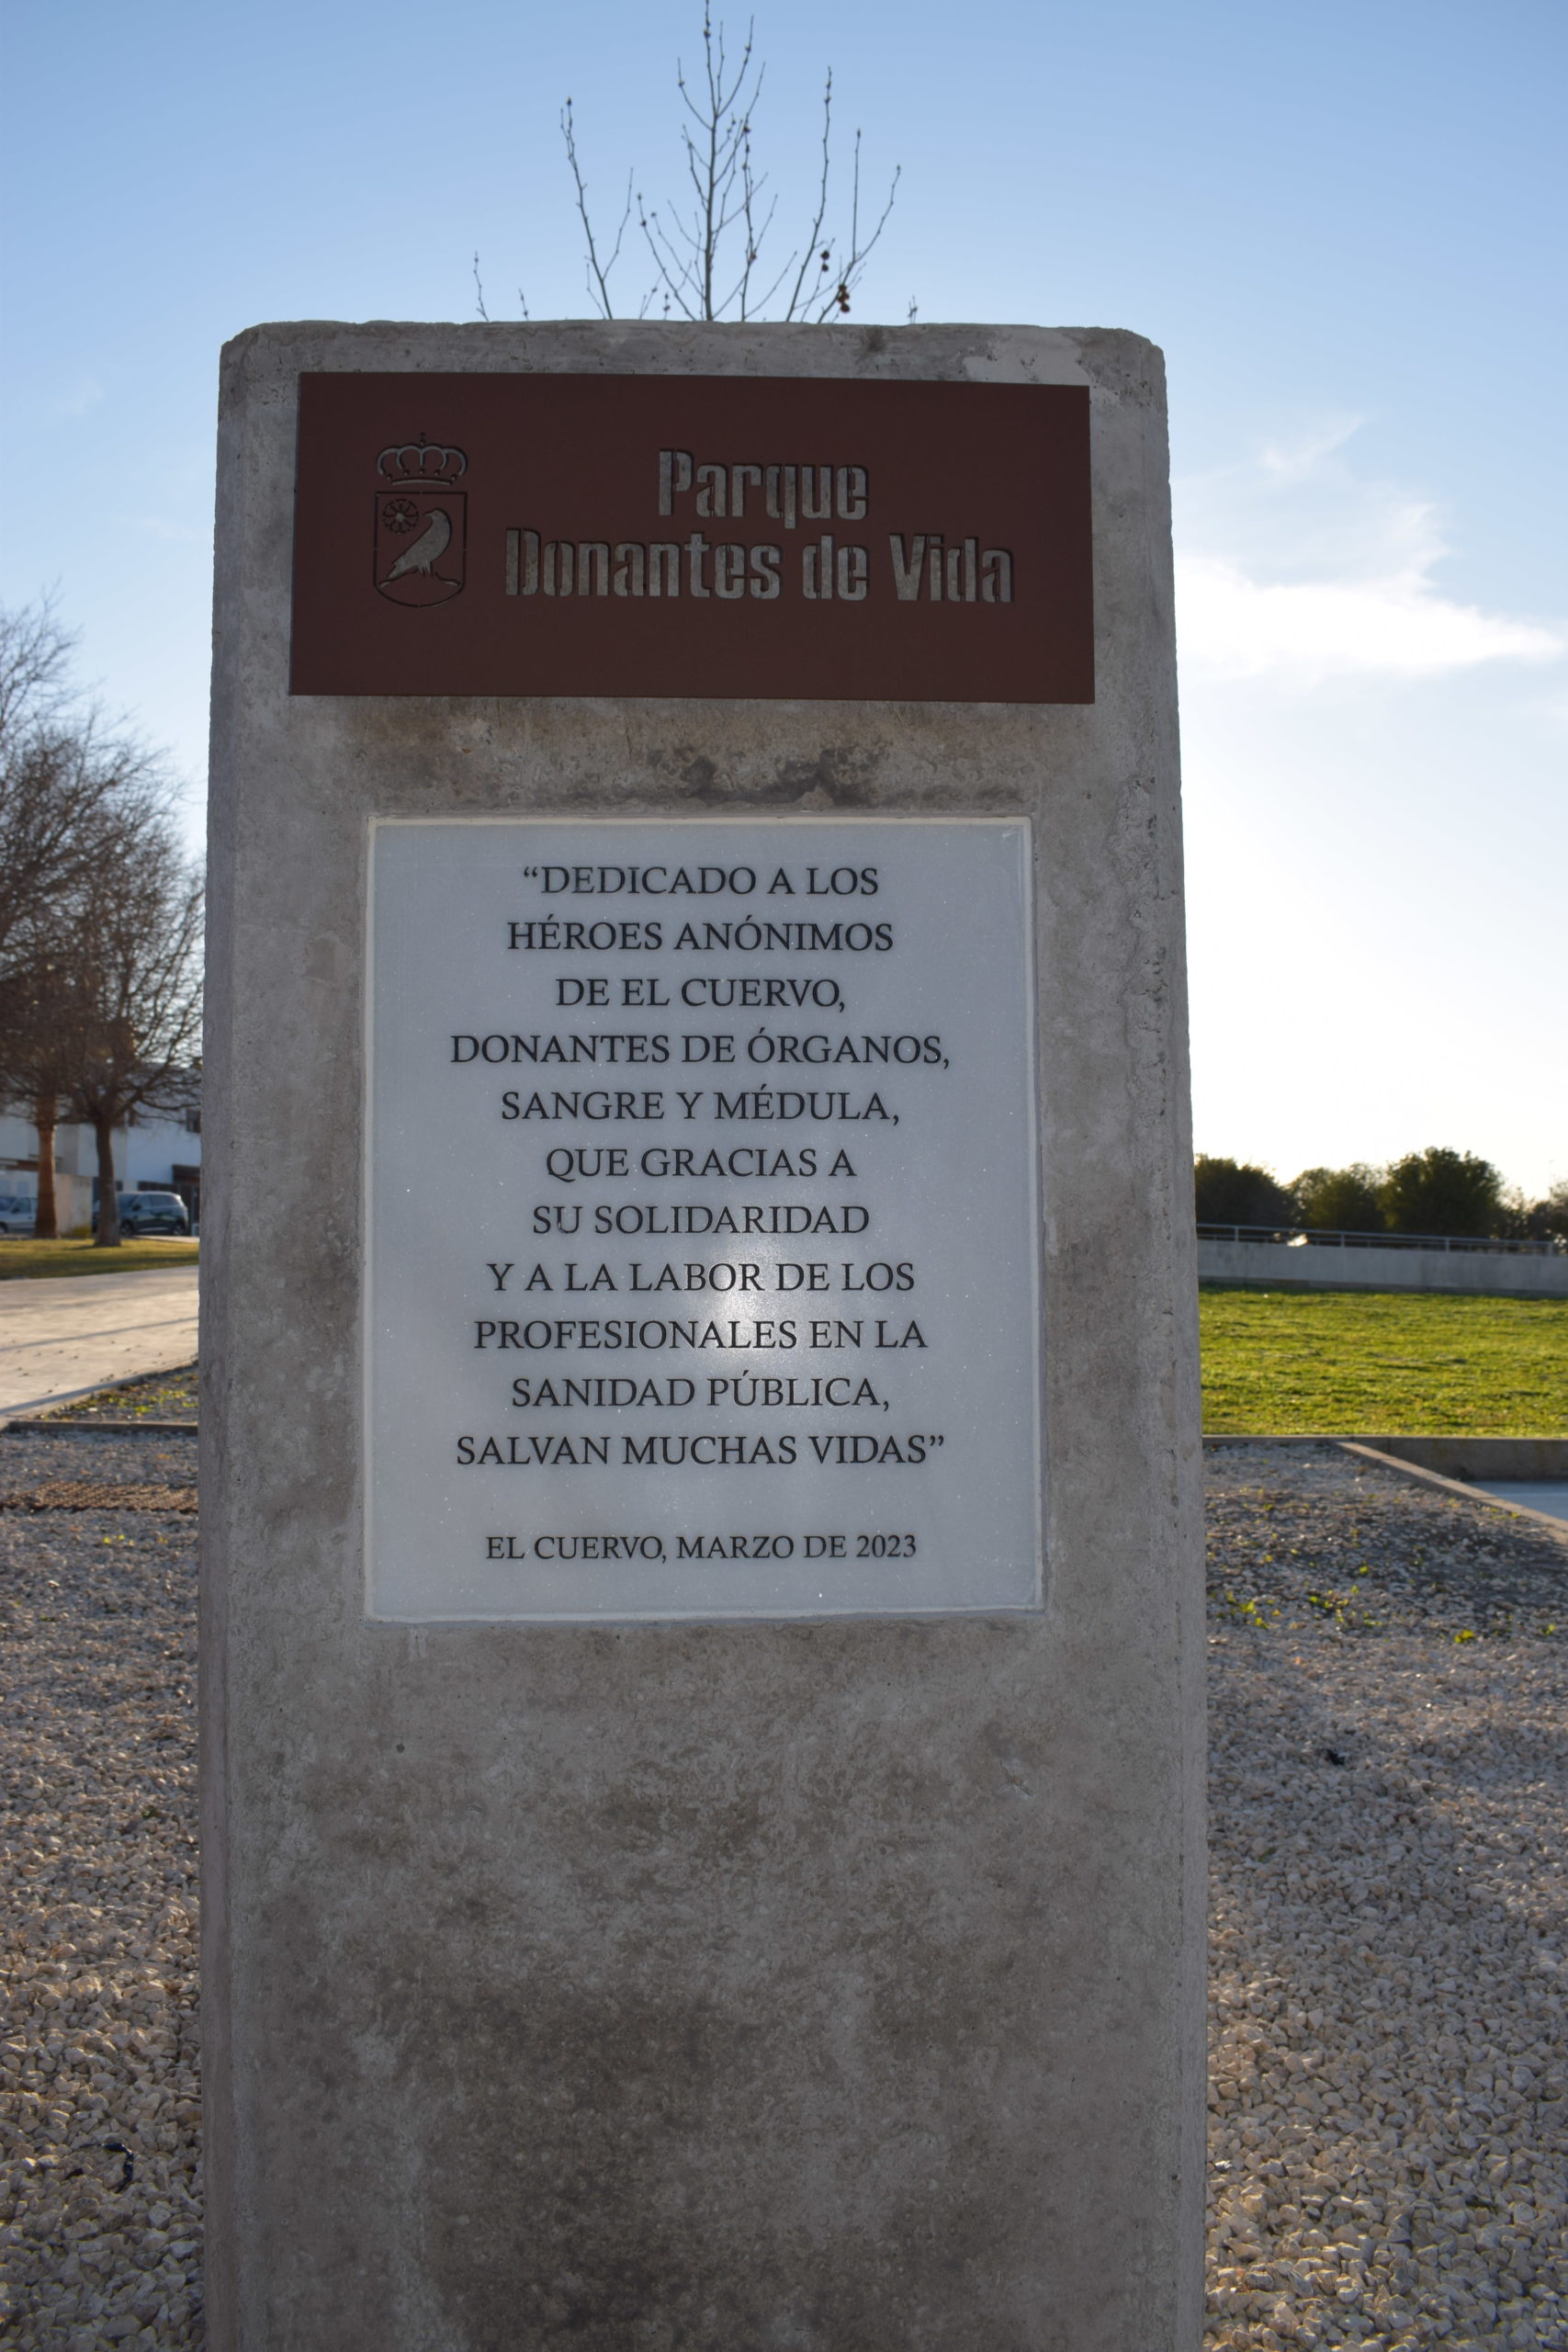 Parque
Donantes de Vida
“DEDICADO A LOS
HÉROES ANÓNIMOS
DE EL CUERVO,
DONANTES DE ÓRGANOS,
SANGRE Y MÉDULA,
QUE GRACIAS A
SU SOLIDARIDAD
Y A LA LABOR DE LOS
PROFESIONALES EN LA
SANIDAD PÚBLICA,
SALVAN MUCHAS VIDAS”
EL CUERVO, MARZO DE 2023